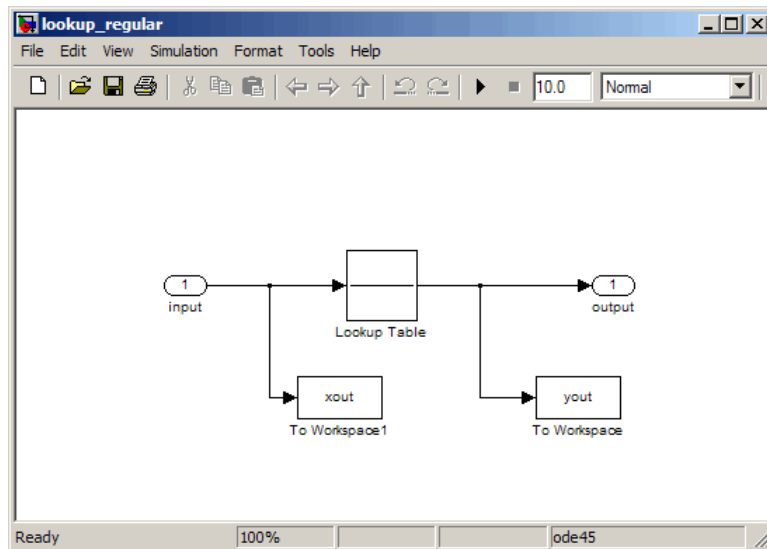 lookup_regular
File Edit View Simulation Format Tools Help
10.0 Normal
1 1
input output
Lookup Table
xout yout
To Workspace1 To Workspace
Ready 100% ode45